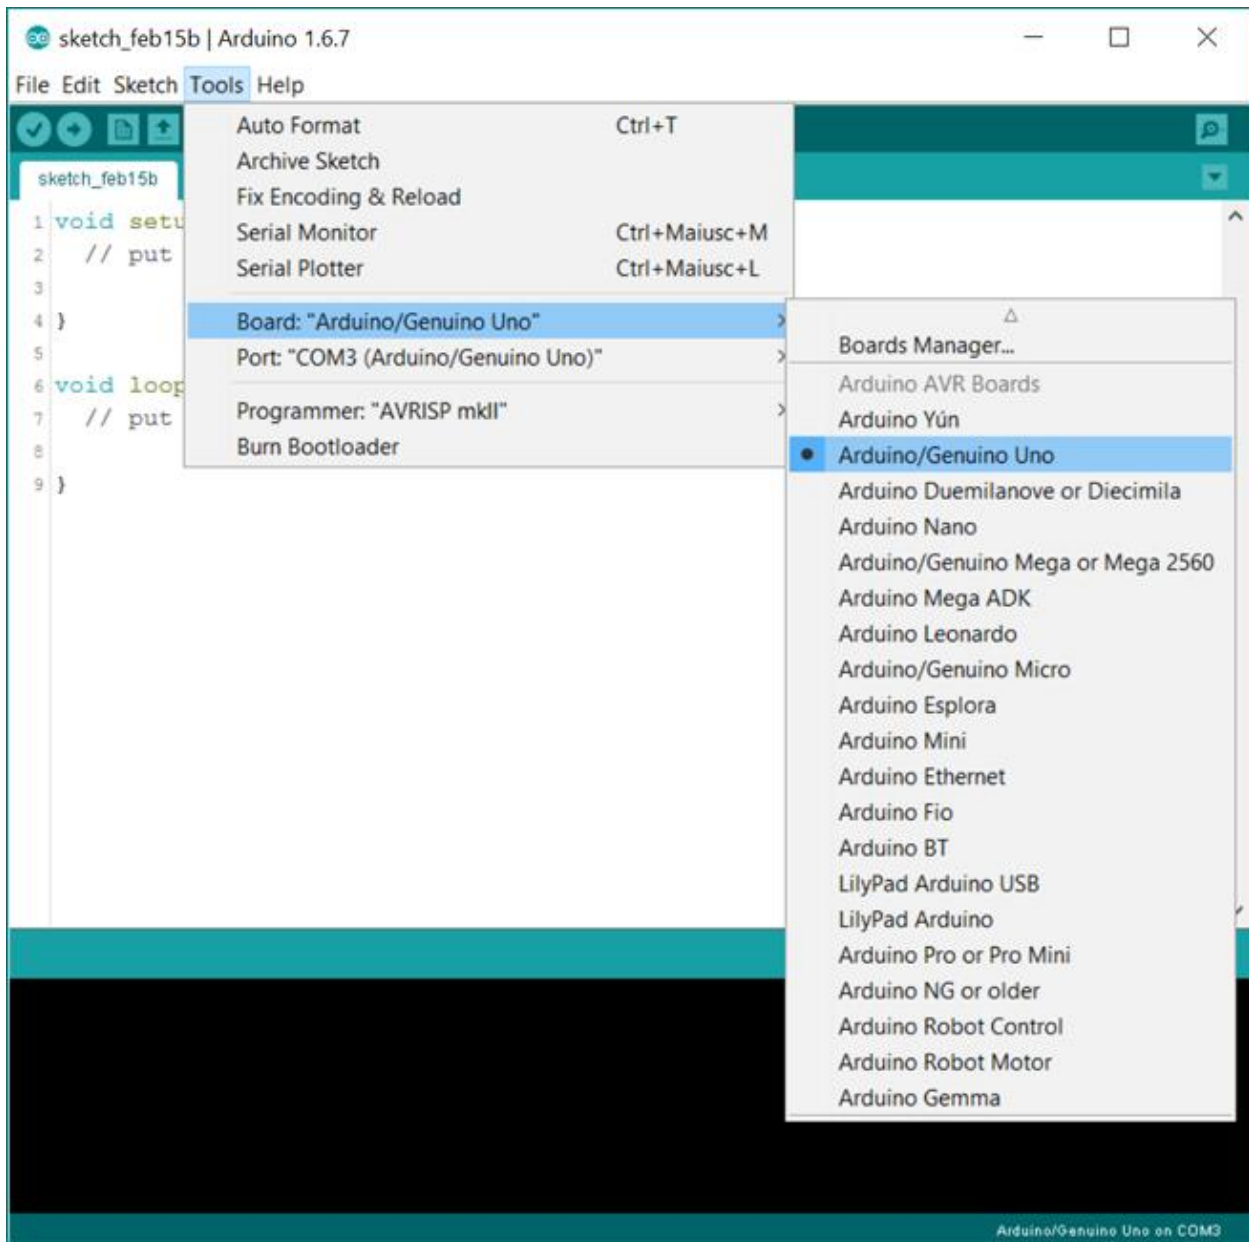 sketch_feb15b | Arduino 1.6.7
File Edit Sketch Tools Help
sketch_feb15b
1 void setu
2 // put
3
4 }
5
6 void loop
7 // put
8
9 }
Auto Format Ctrl+T
Archive Sketch
Fix Encoding & Reload
Serial Monitor Ctrl+Maiusc+M
Serial Plotter Ctrl+Maiusc+L
Board: "Arduino/Genuino Uno"
Port: "COM3 (Arduino/Genuino Uno)"
Programmer: "AVRISP mkII"
Burn Bootloader
Boards Manager...
Arduino AVR Boards
Arduino Yún
Arduino/Genuino Uno
Arduino Duemilanove or Diecimila
Arduino Nano
Arduino/Genuino Mega or Mega 2560
Arduino Mega ADK
Arduino Leonardo
Arduino/Genuino Micro
Arduino Esplora
Arduino Mini
Arduino Ethernet
Arduino Fio
Arduino BT
LilyPad Arduino USB
LilyPad Arduino
Arduino Pro or Pro Mini
Arduino NG or older
Arduino Robot Control
Arduino Robot Motor
Arduino Gemma
Arduino/Genuino Uno on COM3